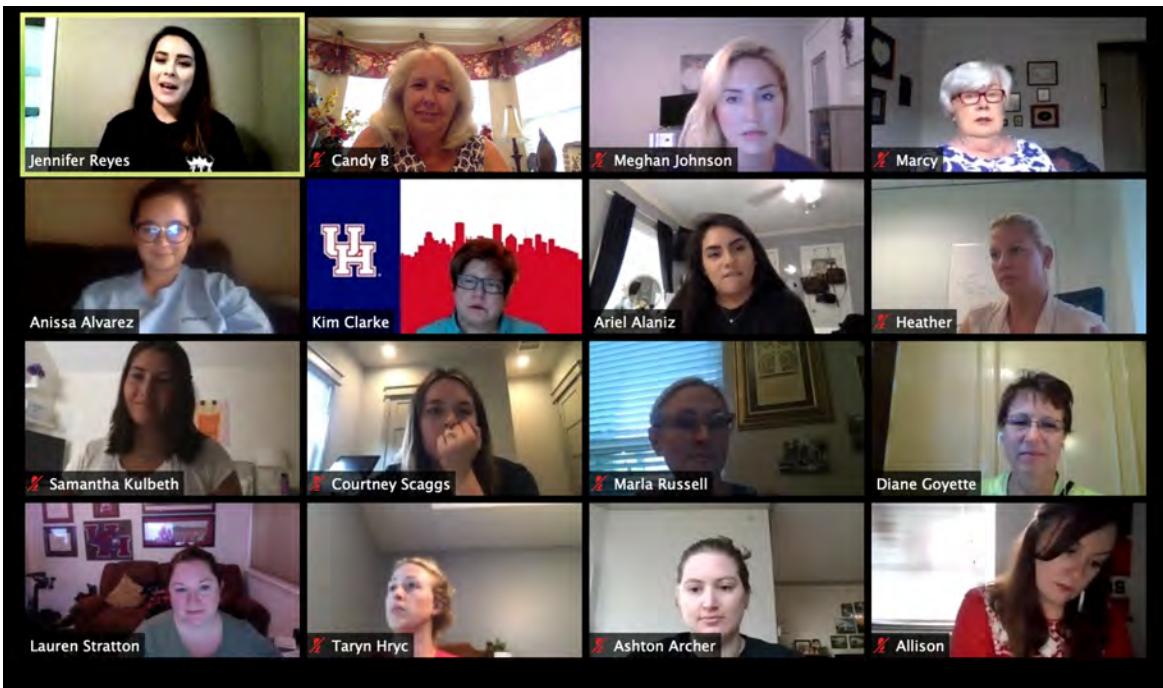 Jennifer Reyes
Candy B
Meghan Johnson
Marcy
Anissa Alvarez
UH
Kim Clarke
Ariel Alaniz
Heather
Samantha Kulbeth
Courtney Scaggs
Marla Russell
Diane Goyette
UH
Lauren Stratton
Taryn Hryc
Ashton Archer
Allison